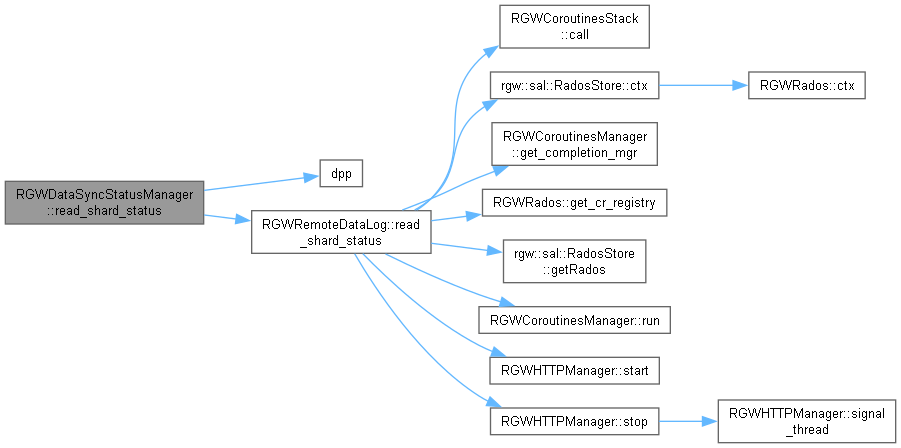 RGWDataSyncStatusManager
::read_shard_status
dpp
RGWRemoteDataLog::read
_shard_status
RGWCoroutinesStack
::call
rgw::sal::RadosStore::ctx
RGWRados::ctx
RGWCoroutinesManager
::get_completion_mgr
RGWRados::get_cr_registry
rgw::sal::RadosStore
::getRados
RGWCoroutinesManager::run
RGWHTTPManager::start
RGWHTTPManager::stop
RGWHTTPManager::signal
_thread